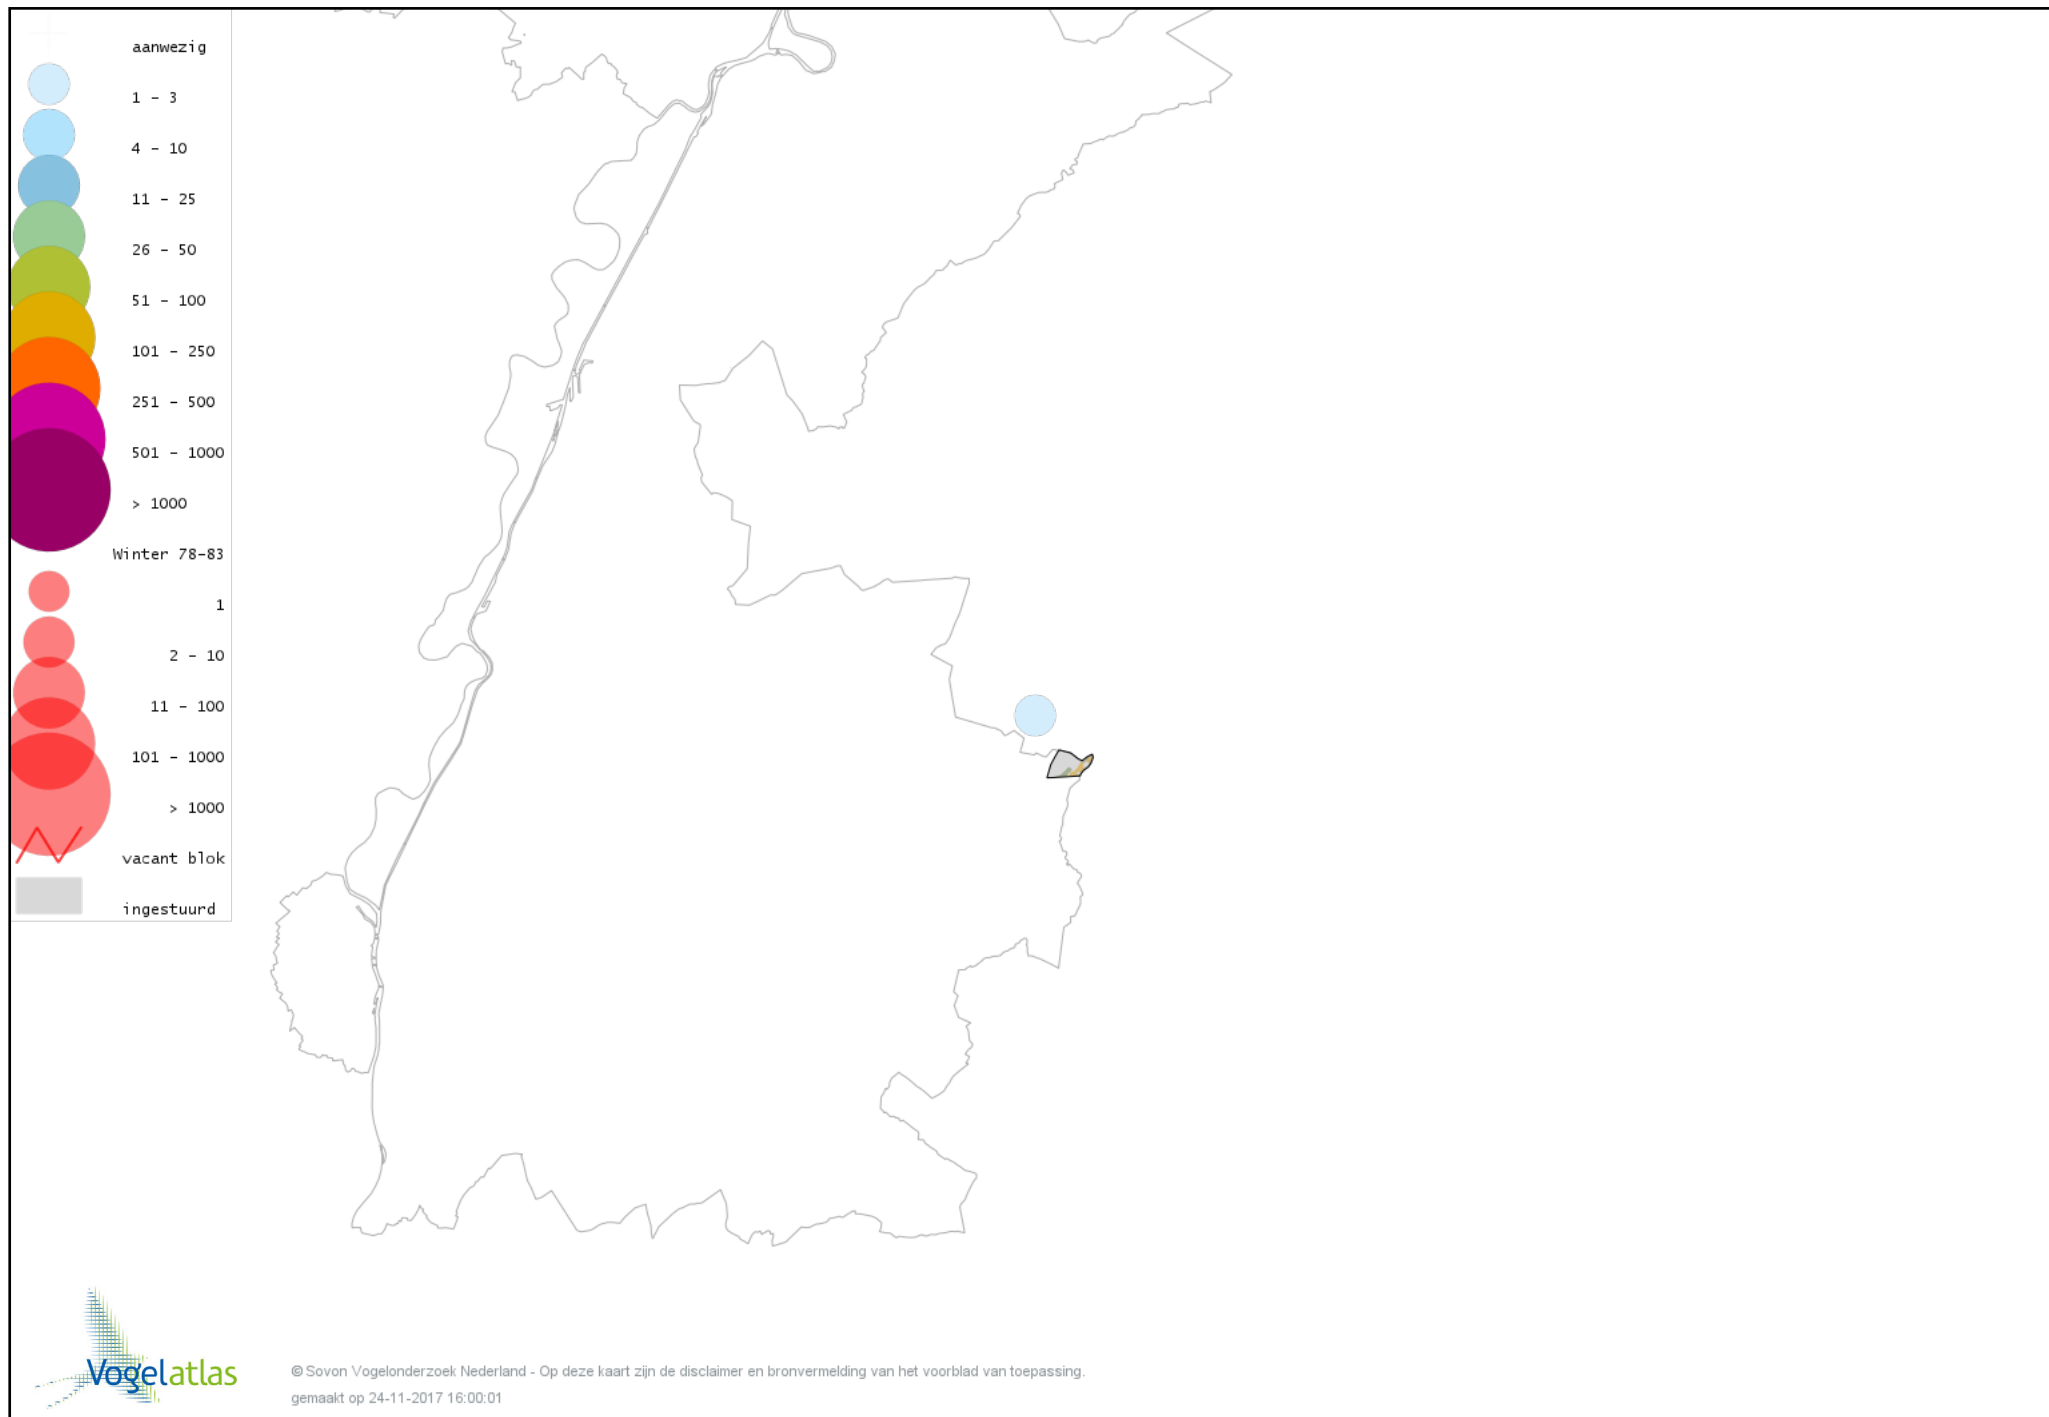 aanwezig
1 - 3
4 - 10
11 - 25
26 - 50
51 - 100
101 - 250
251 - 500
501 - 1000
> 1000
Winter 78-83
1
2 - 10
11 - 100
101 - 1000
> 1000
vacant blok
ingestuurd
Vogelatlas
© Sovon Vogelonderzoek Nederland - Op deze kaart zijn de disclaimer en bronvermelding van het voorblad van toepassing.
gemaakt op 24-11-2017 16:00:01